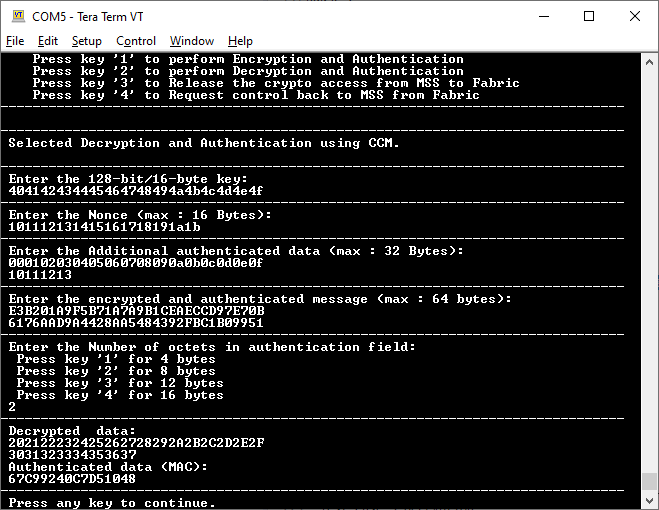 COM5 - Tera Term VT
File Edit Setup Control Window Help
Press key '1' to perform Encryption and Authentication
Press key '2' to perform Decryption and Authentication
Press key '3' to Release the crypto access from MSS to Fabric
Press key '4' to Request control back to MSS from Fabric
Selected Decryption and Authentication using CCM.
Enter the 128-bit/16-byte key:
404142434445464748494a4b4c4d4e4f
Enter the Nonce (max : 16 Bytes):
101112131415161718191a1b
Enter the Additional authenticated data (max : 32 Bytes):
000102030405060708090a0b0c0d0e0f
10111213
Enter the encrypted and authenticated message (max : 64 bytes):
E3B201A9F5B71A7A9B1CEAECCD97E70B
6176AAD9A4428AA5484392FBC1B09951
Enter the Number of octets in authentication field:
Press key '1' for 4 bytes
Press key '2' for 8 bytes
Press key '3' for 12 bytes
Press key '4' for 16 bytes
2
Decrypted  data:
202122232425262728292A2B2C2D2E2F
3031323334353637
Authenticated data (MAC):
67C99240C7D51048
Press any key to continue.